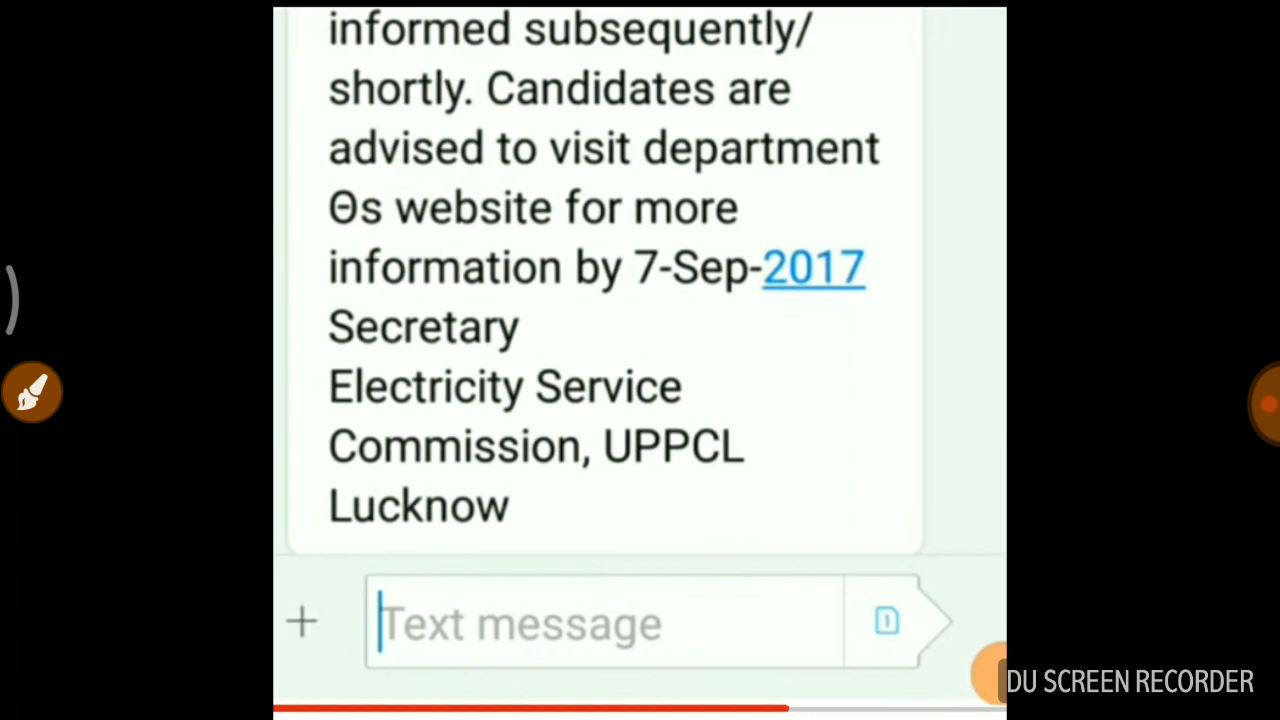 informed subsequently/
shortly. Candidates are
advised to visit department
Θs website for more
information by 7-Sep-2017
Secretary
Electricity Service
Commission, UPPCL
Lucknow
Text message
1
DU SCREEN RECORDER